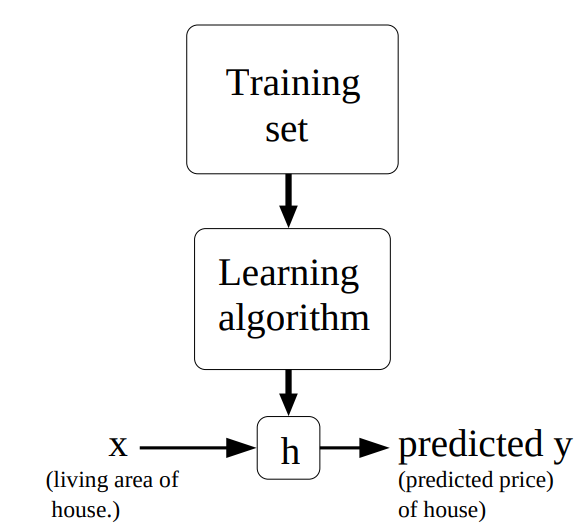 Training
set
Learning
algorithm
x
h
predicted y
(living area of
house.)
(predicted price)
of house)